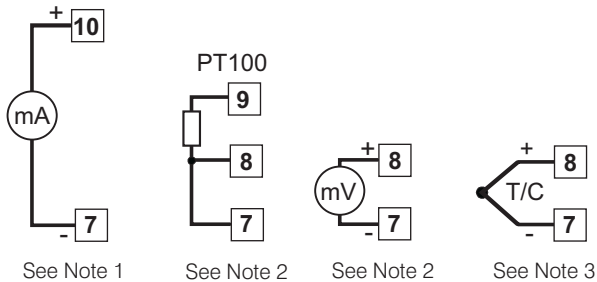 + 10
mA
- 7
See Note 1
PT100
9
8
7
See Note 2
+ 8
mV
- 7
See Note 2
+ 8
T/C
- 7
See Note 3